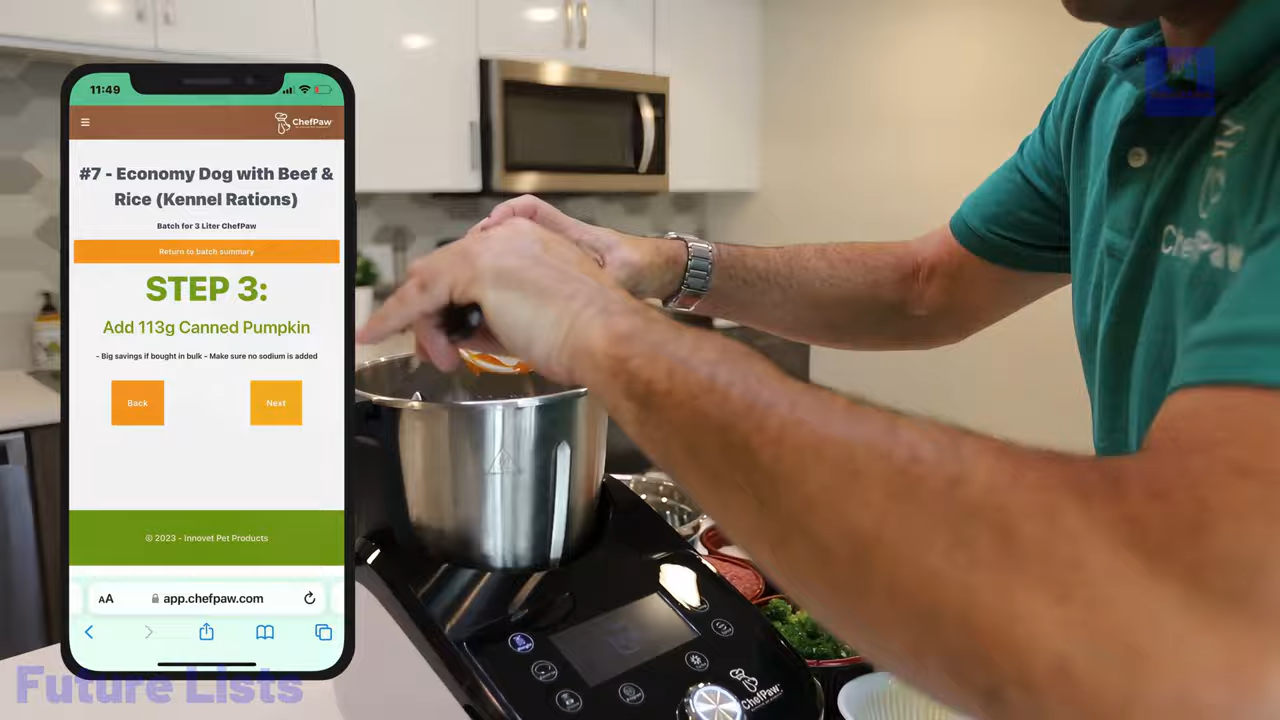 11:49
ChefPaw
#7 - Economy Dog with Beef &
Rice (Kennel Rations)
Batch for 3 Liter ChefPaw
Return to batch summary
STEP 3:
Add 113g Canned Pumpkin
- Big savings if bought in bulk - Make sure no sodium is added
Back
Next
© 2023 - Innovet Pet Products
AA
app.chefpaw.com
ChefPaw
ChefPaw
Future Lists